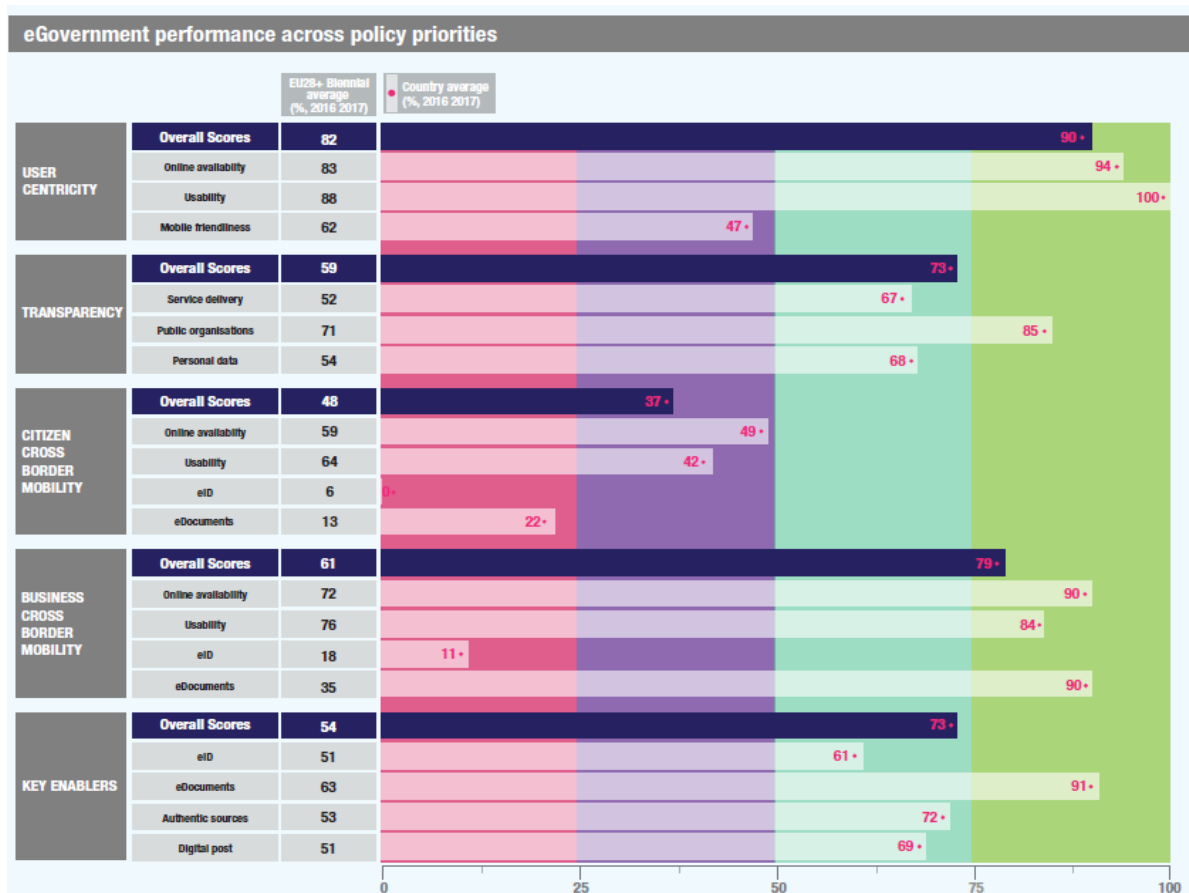 eGovernment performance across policy priorities
EU28+ Biennial
average
(%, 2016 2017)
Country average
(%, 2016 2017)
USER
CENTRICITY
Overall Scores 82 90
Online availability 83 94
Usability 88 100
Mobile friendliness 62 47
TRANSPARENCY
Overall Scores 59 73
Service delivery 52 67
Public organisations 71 85
Personal data 54 68
CITIZEN
CROSS
BORDER
MOBILITY
Overall Scores 48 37
Online availability 59 49
Usability 64 42
eID 6 0
eDocuments 13 22
BUSINESS
CROSS
BORDER
MOBILITY
Overall Scores 61 79
Online availability 72 90
Usability 76 84
eID 18 11
eDocuments 35 90
KEY ENABLERS
Overall Scores 54 73
eID 51 61
eDocuments 63 91
Authentic sources 53 72
Digital post 51 69
0 25 50 75 100